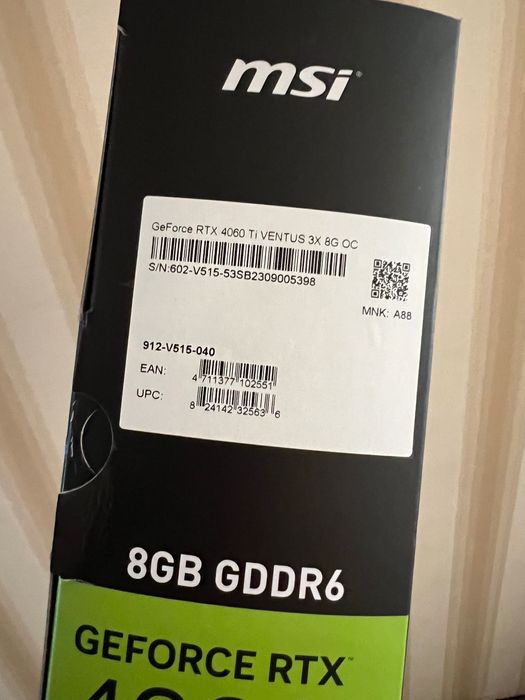 msi
GeForce RTX 4060 Ti VENTUS 3X 8G OC
S/N:602-V515-53SB2309005398
MNK: A88
912-V515-040
EAN:
4 711377 102551
UPC:
8 24142 32563 6
8GB GDDR6
GEFORCE RTX™